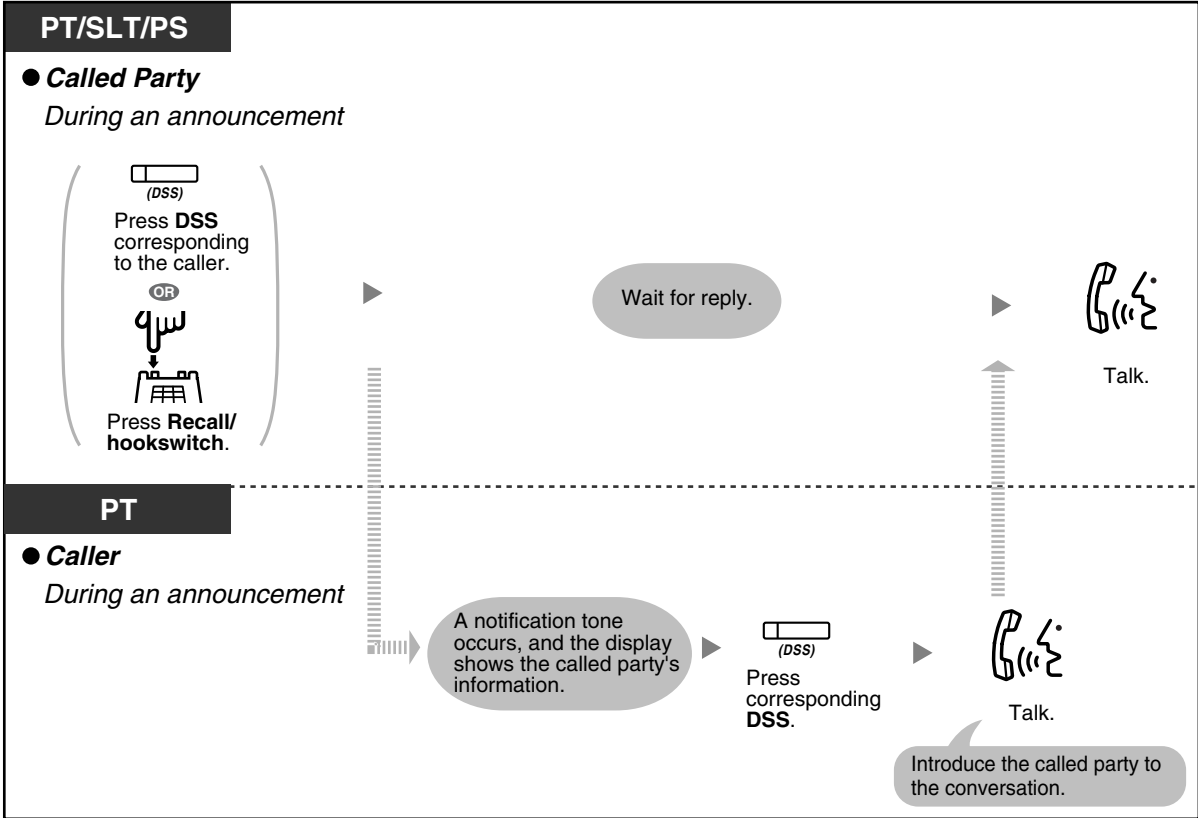 PT/SLT/PS
Called Party
During an announcement
(DSS)
Press DSS
corresponding
to the caller.
OR
Press Recall/
hookswitch.
Wait for reply.
Talk.
PT
Caller
During an announcement
A notification tone
occurs, and the display
shows the called party's
information.
(DSS)
Press
corresponding
DSS.
Talk.
Introduce the called party to
the conversation.